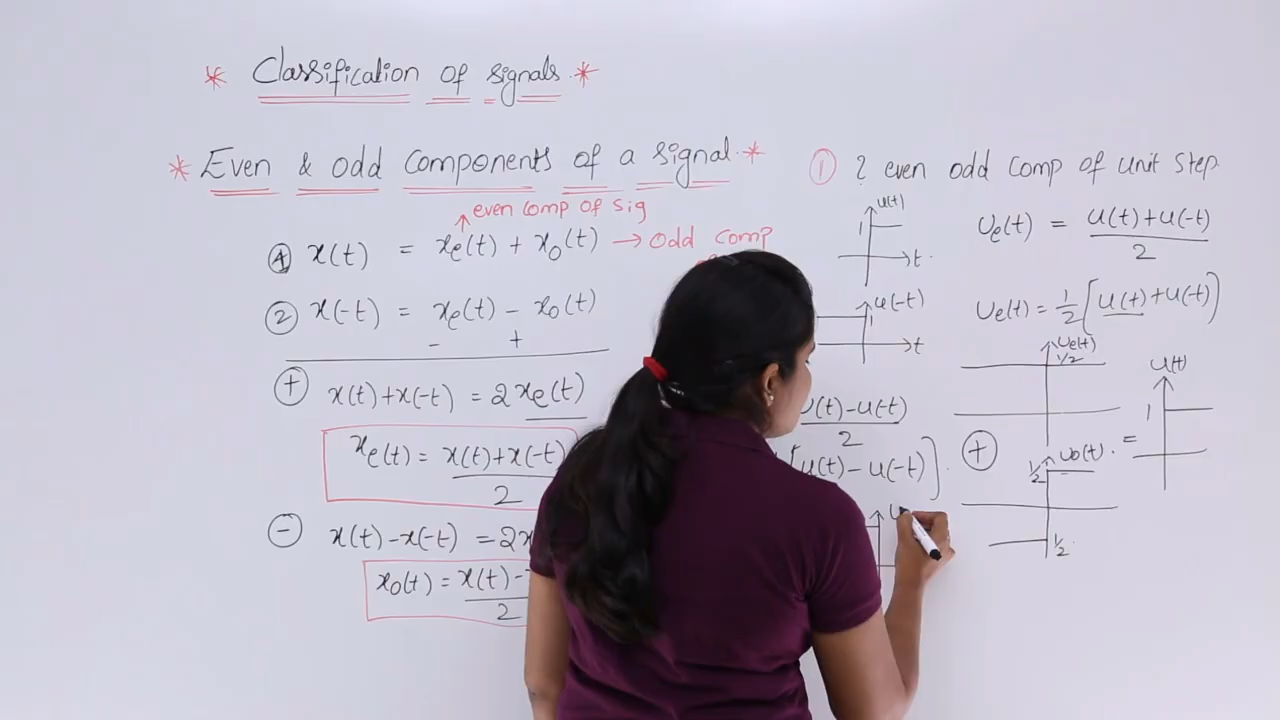 * Classification of signals *
* Even & odd components of a signal *
even comp of sig
① x(t) = xe(t) + xo(t) → odd comp
② x(-t) = xe(t) - xo(t)
- +
⊕ x(t)+x(-t) = 2xe(t)
xe(t) = x(t)+x(-t)
2
⊖ x(t)-x(-t) = 2x
xo(t) = x(t)-
2
① ? even odd comp of unit step
u(t)
1
t
u(-t)
1
t
Ue(t) = u(t)+u(-t)
2
Ue(t) = 1/2 [u(t)+u(-t)]
U(t)-u(-t)
2
[u(t)-u(-t)]
U
Ue(t)
1/2
⊕
Uo(t)
1/2
1/2
=
U(t)
1